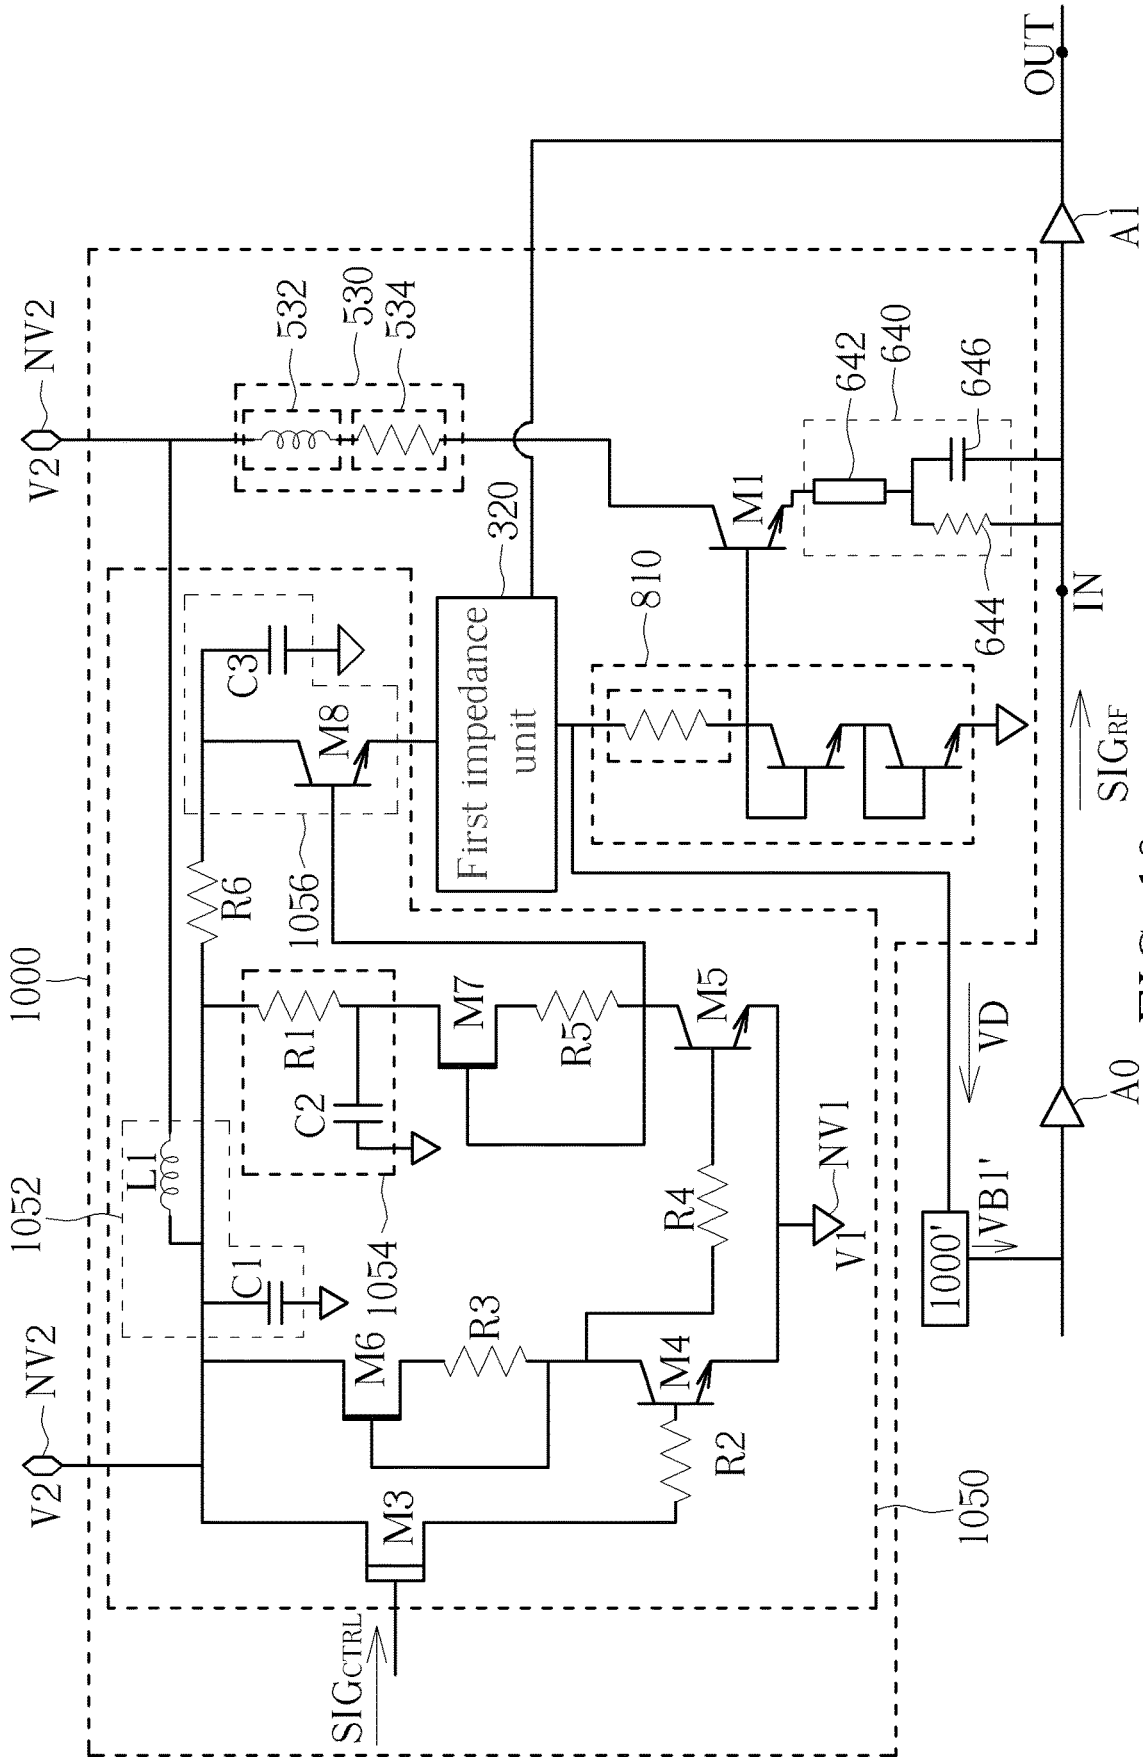 1000
1052
V2
NV2
V2
NV2
L1
C1
1054
R1
C2
R6
1056
C3
M8
532
530
534
SIGCTRL
M3
M6
R3
M7
R5
320
First impedance
unit
R2
M4
R4
M5
810
M1
642
640
646
644
V1
NV1
1050
1000'
VB1'
VD
IN
SIGRF
A0
A1
OUT